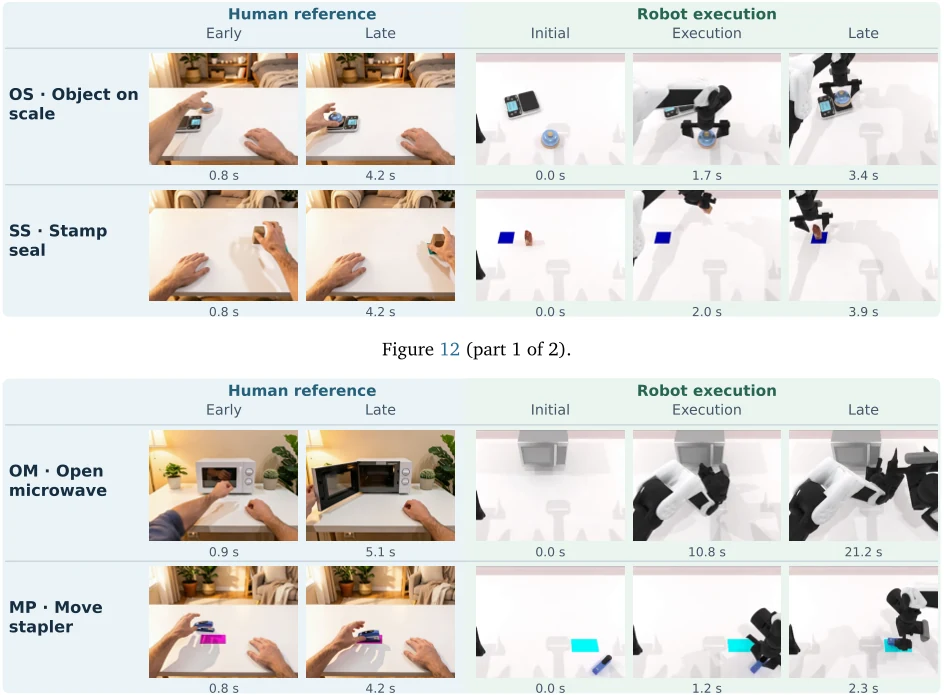 Human reference
Robot execution
Early
Late
Initial
Execution
Late
OS · Object on
scale
0.8 s
4.2 s
0.0 s
1.7 s
3.4 s
SS · Stamp
seal
0.8 s
4.2 s
0.0 s
2.0 s
3.9 s
Figure 12 (part 1 of 2).
Human reference
Robot execution
Early
Late
Initial
Execution
Late
OM · Open
microwave
0.9 s
5.1 s
0.0 s
10.8 s
21.2 s
MP · Move
stapler
0.8 s
4.2 s
0.0 s
1.2 s
2.3 s